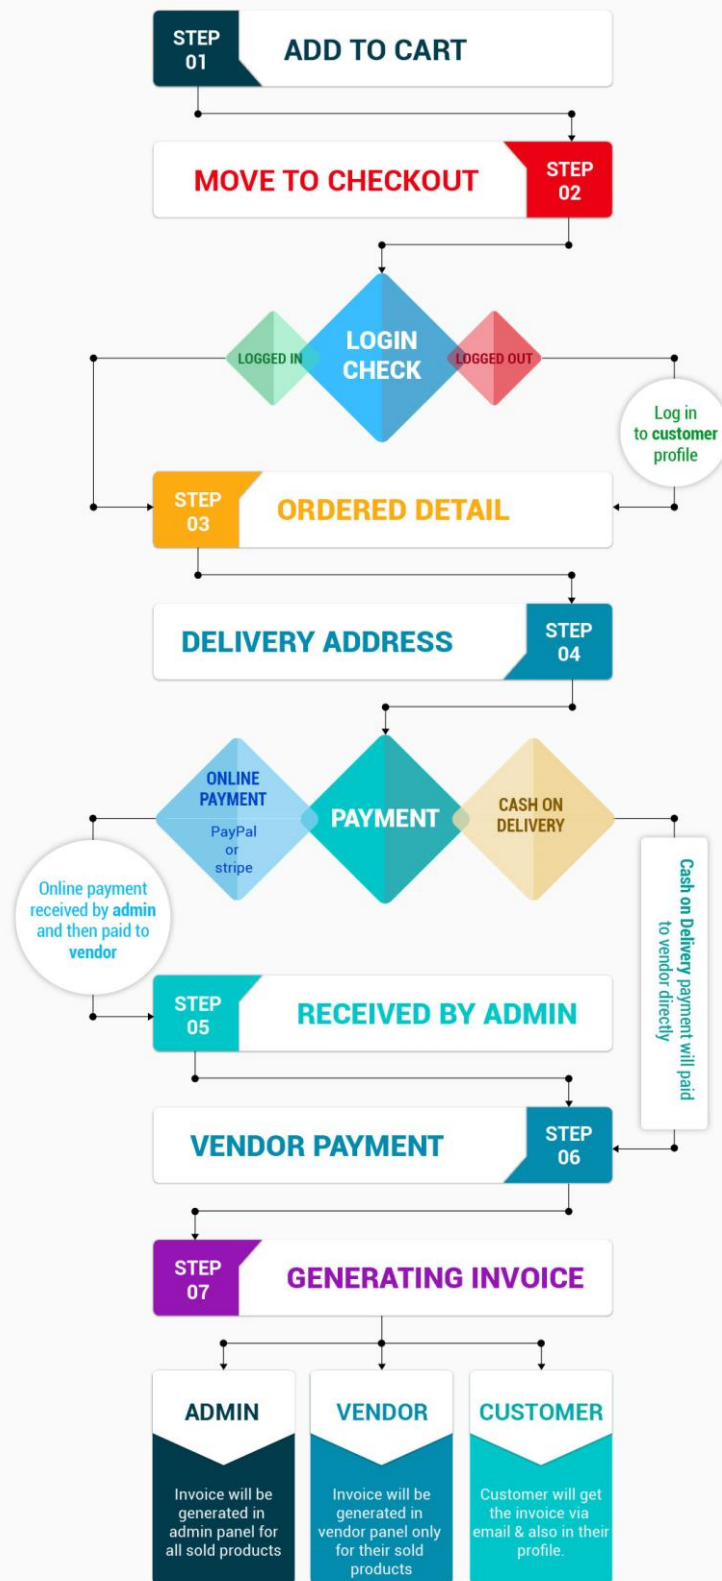 STEP
01
ADD TO CART
MOVE TO CHECKOUT
STEP
02
LOGIN
CHECK
LOGGED IN
LOGGED OUT
Log in
to customer
profile
STEP
03
ORDERED DETAIL
DELIVERY ADDRESS
STEP
04
ONLINE
PAYMENT
PayPal
or
stripe
PAYMENT
CASH ON
DELIVERY
Online payment
received by admin
and then paid to
vendor
Cash on Delivery payment will paid
to vendor directly
STEP
05
RECEIVED BY ADMIN
VENDOR PAYMENT
STEP
06
STEP
07
GENERATING INVOICE
ADMIN
Invoice will be
generated in
admin panel for
all sold products
VENDOR
Invoice will be
generated in
vendor panel only
for their sold
products
CUSTOMER
Customer will get
the invoice via
email & also in their
profile.